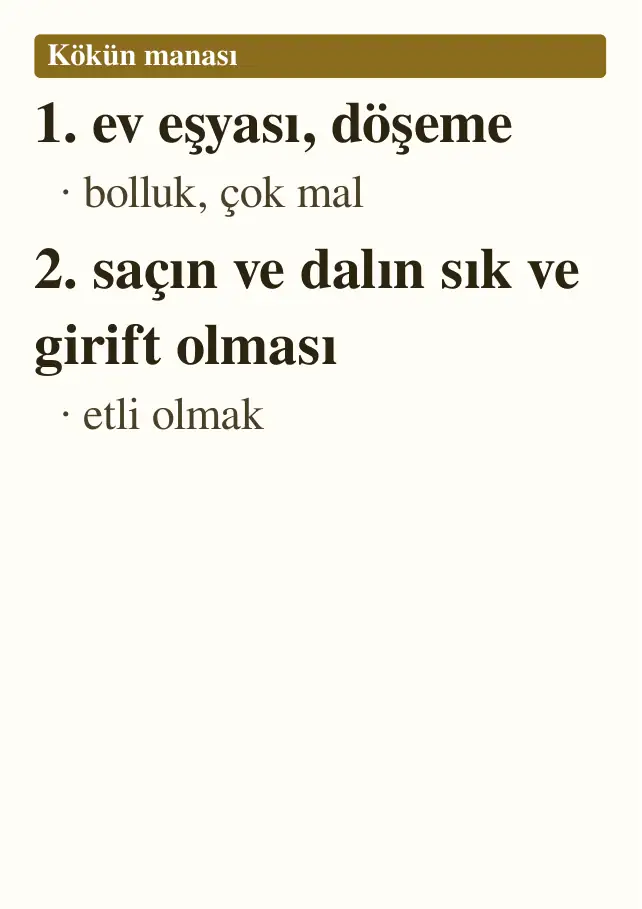 Kökün manası
1. ev eşyası, döşeme
· bolluk, çok mal
2. saçın ve dalın sık ve
girift olması
· etli olmak